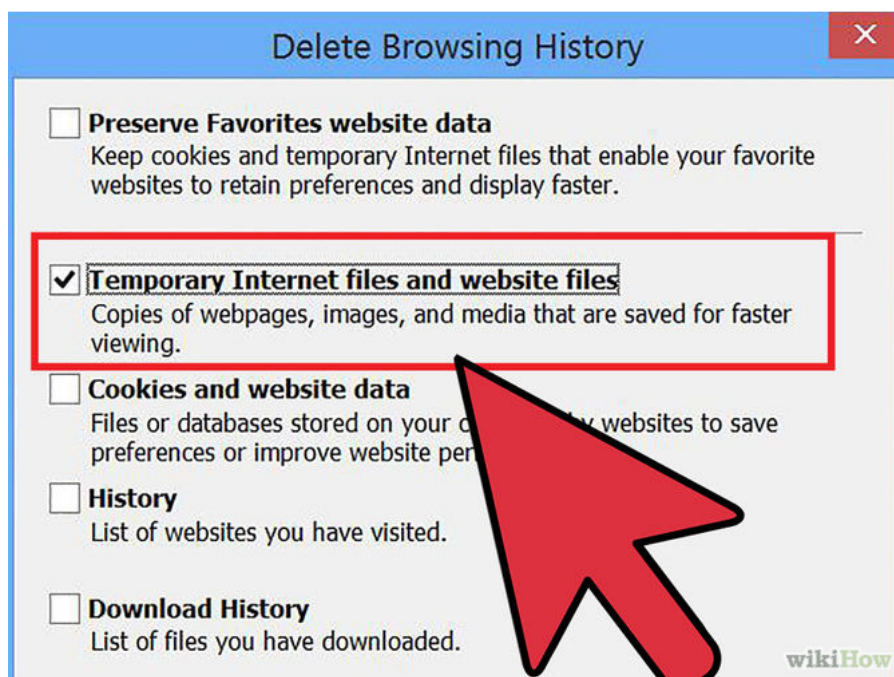 Delete Browsing History
Preserve Favorites website data
Keep cookies and temporary Internet files that enable your favorite
websites to retain preferences and display faster.
Temporary Internet files and website files
Copies of webpages, images, and media that are saved for faster
viewing.
Cookies and website data
Files or databases stored on your by websites to save
preferences or improve website
History
List of websites you have visited.
Download History
List of files you have downloaded.
wikiHow